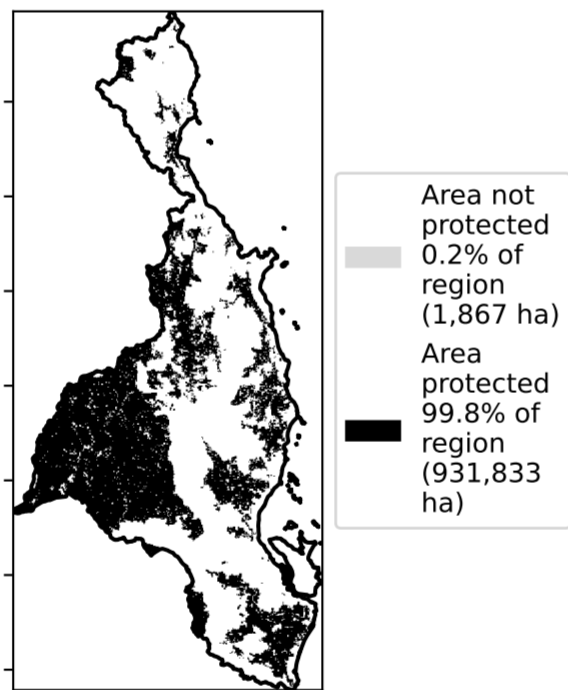 Area not
protected
0.2% of
region
(1,867 ha)
Area
protected
99.8% of
region
(931,833
ha)